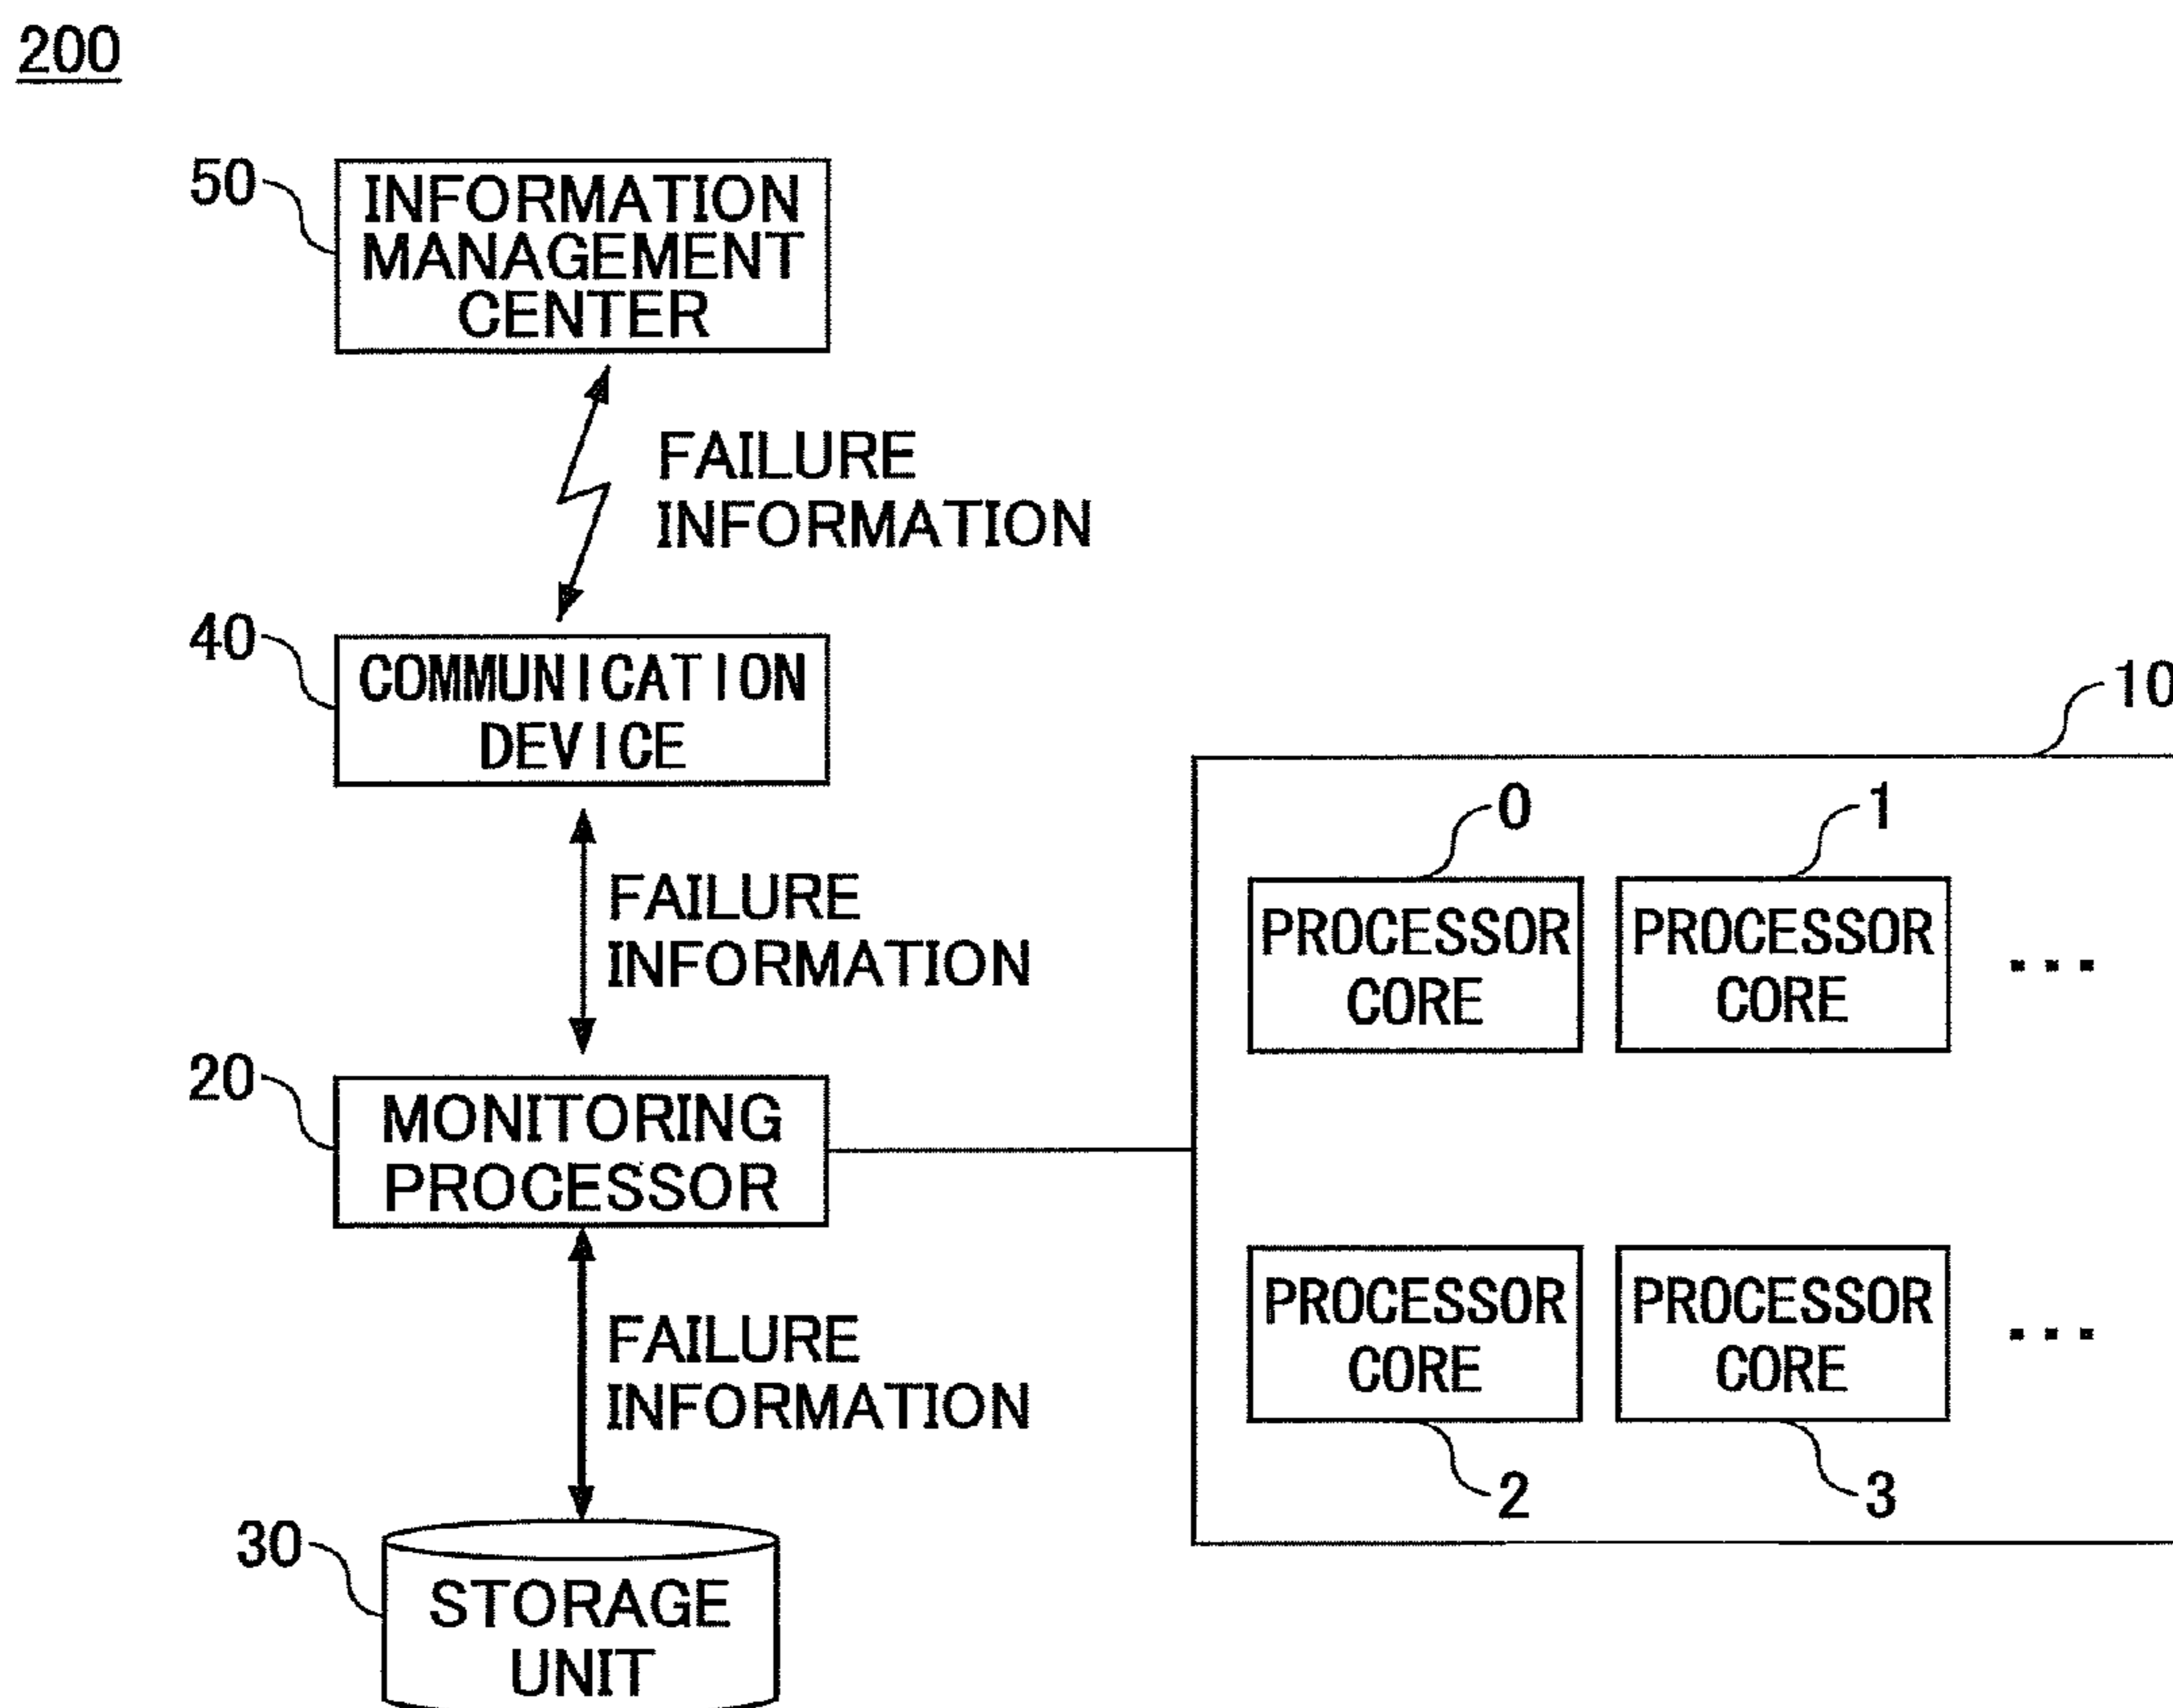 200
50
INFORMATION
MANAGEMENT
CENTER
FAILURE
INFORMATION
40
COMMUNICATION
DEVICE
10
FAILURE
INFORMATION
0
1
PROCESSOR
CORE
PROCESSOR
CORE
...
20
MONITORING
PROCESSOR
FAILURE
INFORMATION
PROCESSOR
CORE
PROCESSOR
CORE
...
2
3
30
STORAGE
UNIT